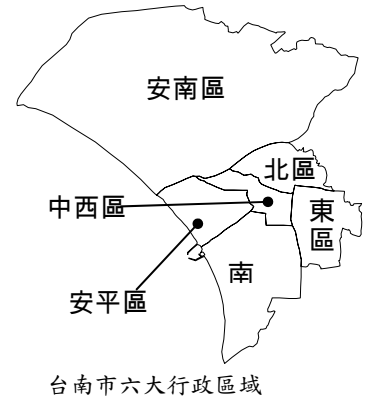 安南區
北區
中西區
東區
南
安平區
台南市六大行政區域